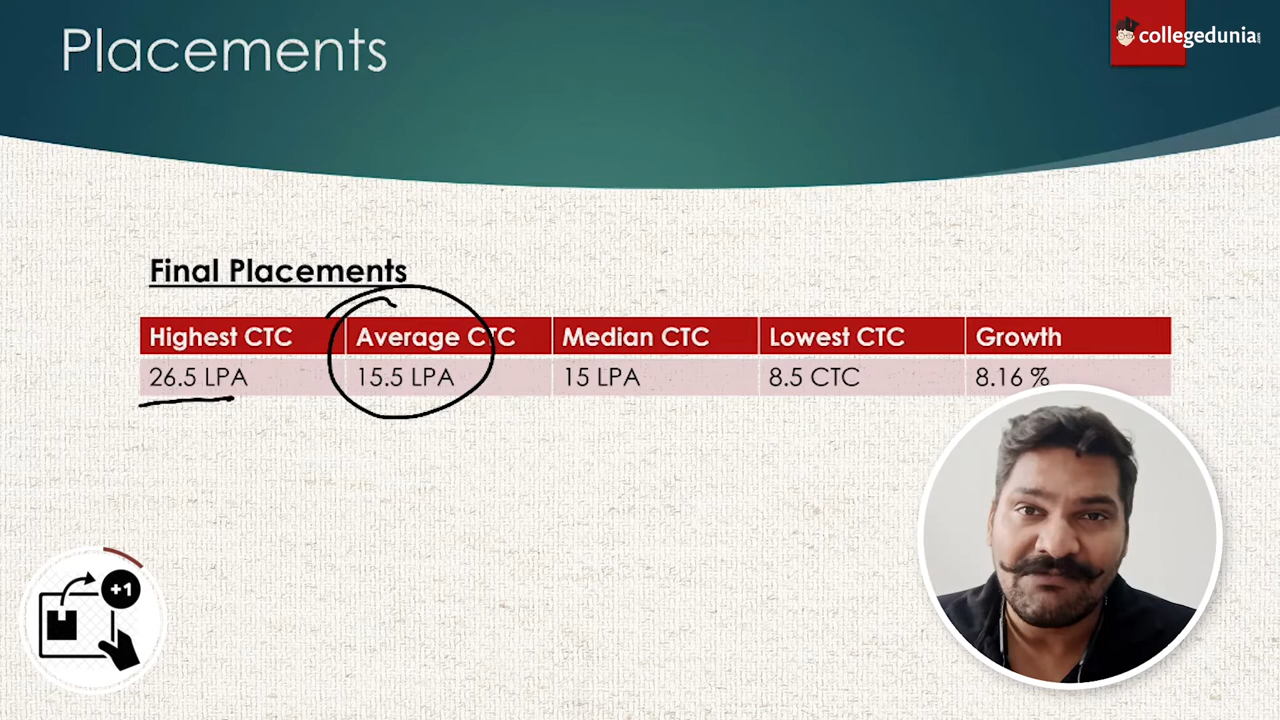 Placements
collegedunia
Final Placements
Highest CTC Average CTC Median CTC Lowest CTC Growth
26.5 LPA 15.5 LPA 15 LPA 8.5 CTC 8.16 %
+1